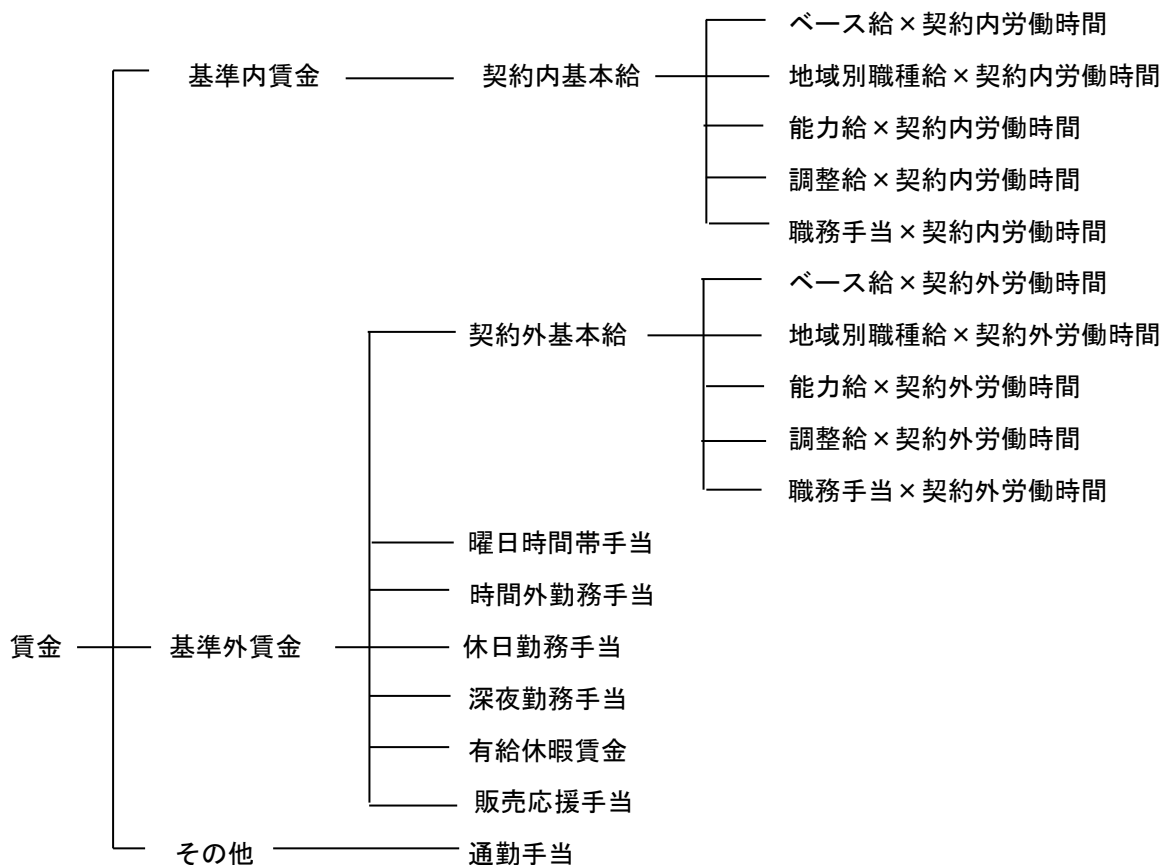 ベース給×契約内労働時間
基準内賃金 契約内基本給 地域別職種給×契約内労働時間
能力給×契約内労働時間
調整給×契約内労働時間
職務手当×契約内労働時間
ベース給×契約外労働時間
契約外基本給 地域別職種給×契約外労働時間
能力給×契約外労働時間
調整給×契約外労働時間
職務手当×契約外労働時間
曜日時間帯手当
時間外勤務手当
賃金 基準外賃金 休日勤務手当
深夜勤務手当
有給休暇賃金
販売応援手当
その他 通勤手当